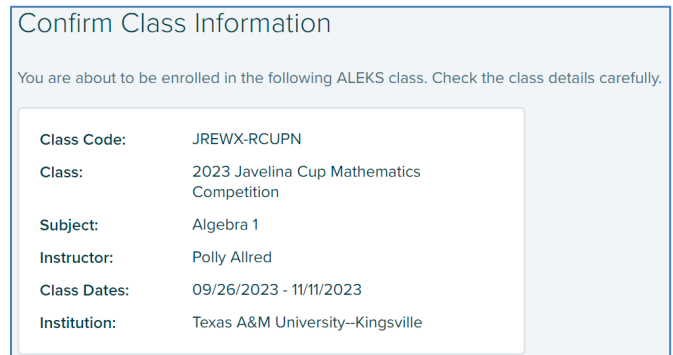 Confirm Class Information
You are about to be enrolled in the following ALEKS class. Check the class details carefully.
Class Code: JREWX-RCUPN
Class: 2023 Javelina Cup Mathematics
Competition
Subject: Algebra 1
Instructor: Polly Allred
Class Dates: 09/26/2023 - 11/11/2023
Institution: Texas A&M University--Kingsville